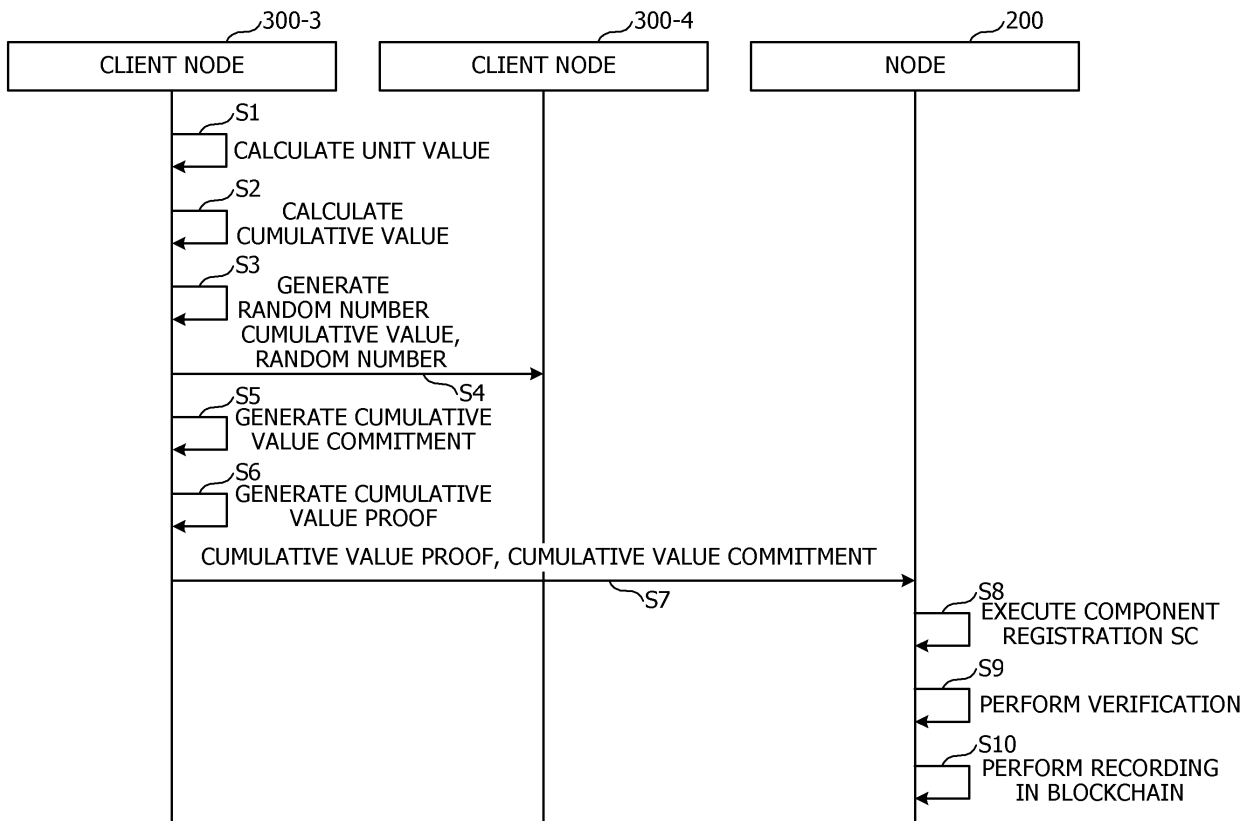 300-3
300-4
200
CLIENT NODE
CLIENT NODE
NODE
S1
CALCULATE UNIT VALUE
S2
CALCULATE
CUMULATIVE VALUE
S3
GENERATE
RANDOM NUMBER
CUMULATIVE VALUE,
RANDOM NUMBER
S4
S5
GENERATE CUMULATIVE
VALUE COMMITMENT
S6
GENERATE CUMULATIVE
VALUE PROOF
CUMULATIVE VALUE PROOF, CUMULATIVE VALUE COMMITMENT
S7
S8
EXECUTE COMPONENT
REGISTRATION SC
S9
PERFORM VERIFICATION
S10
PERFORM RECORDING
IN BLOCKCHAIN